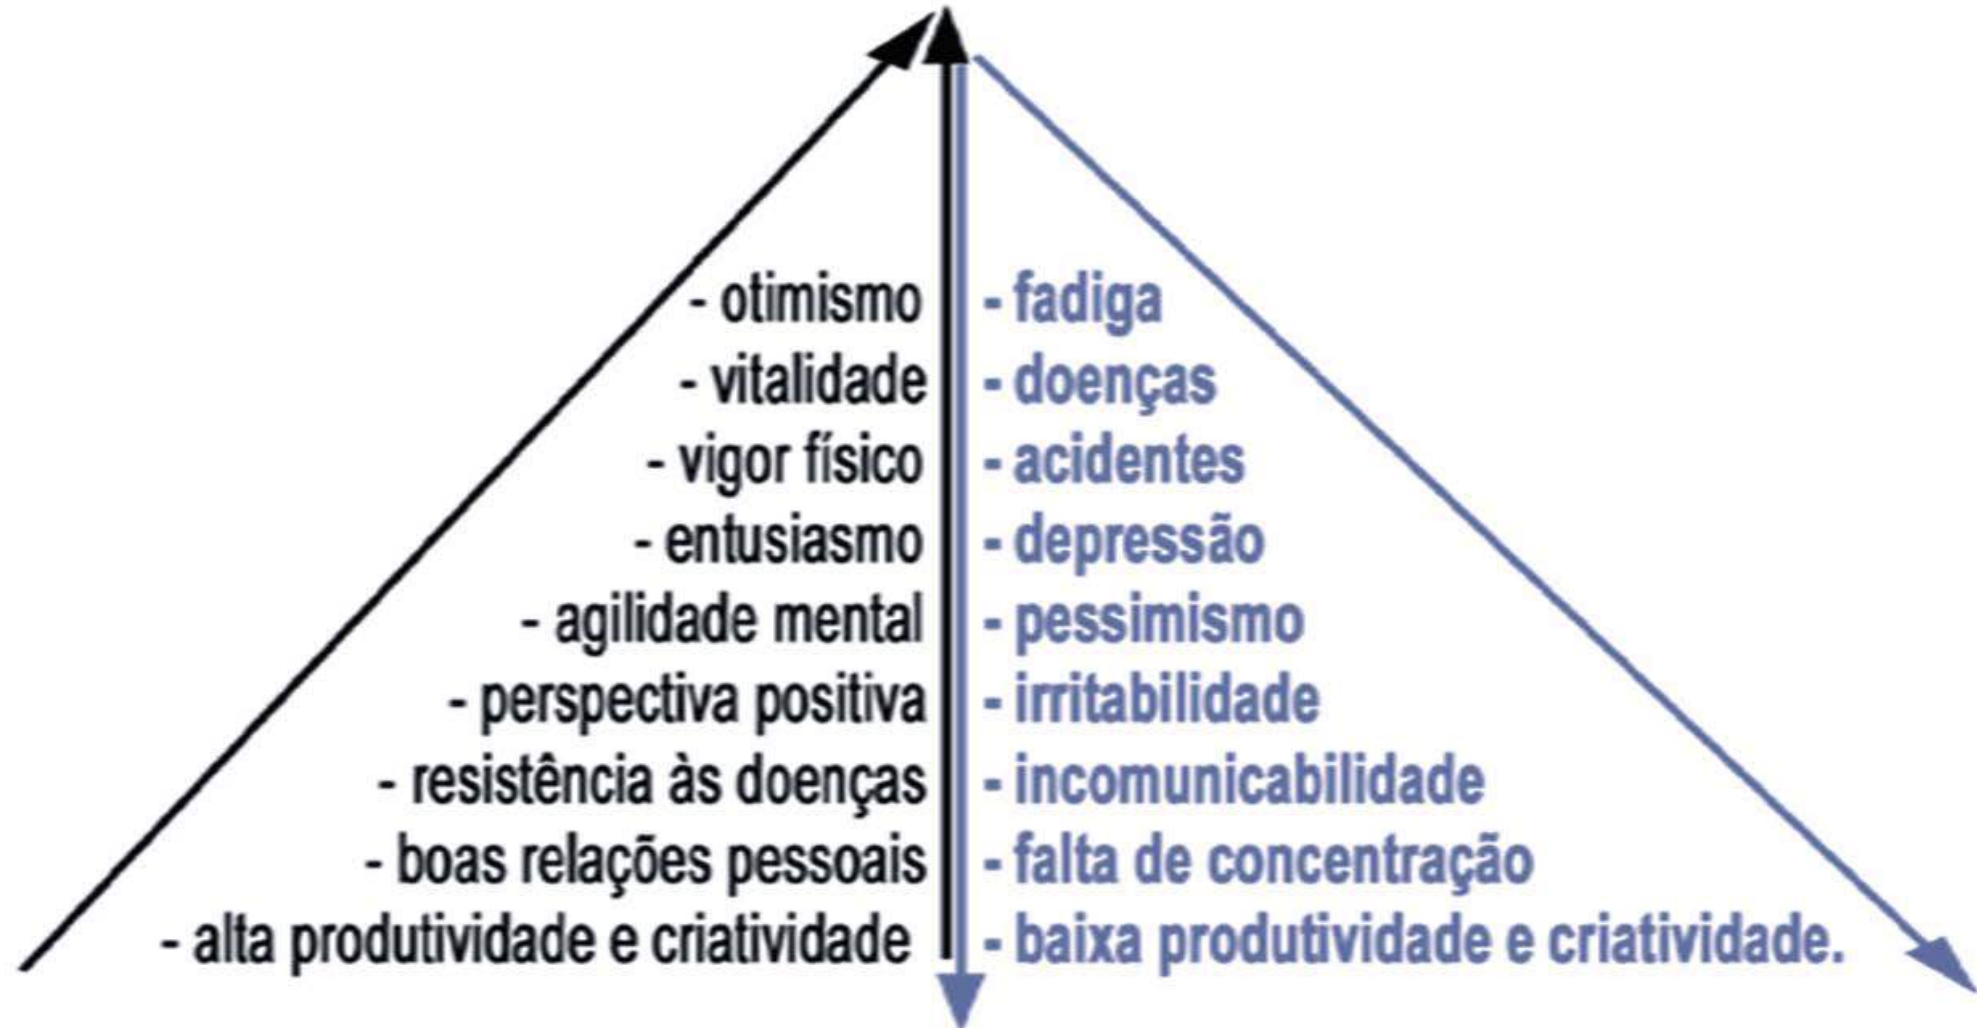 - otimismo
- vitalidade
- vigor físico
- entusiasmo
- agilidade mental
- perspectiva positiva
- resistência às doenças
- boas relações pessoais
- alta produtividade e criatividade
- fadiga
- doenças
- acidentes
- depressão
- pessimismo
- irritabilidade
- incomunicabilidade
- falta de concentração
- baixa produtividade e criatividade.